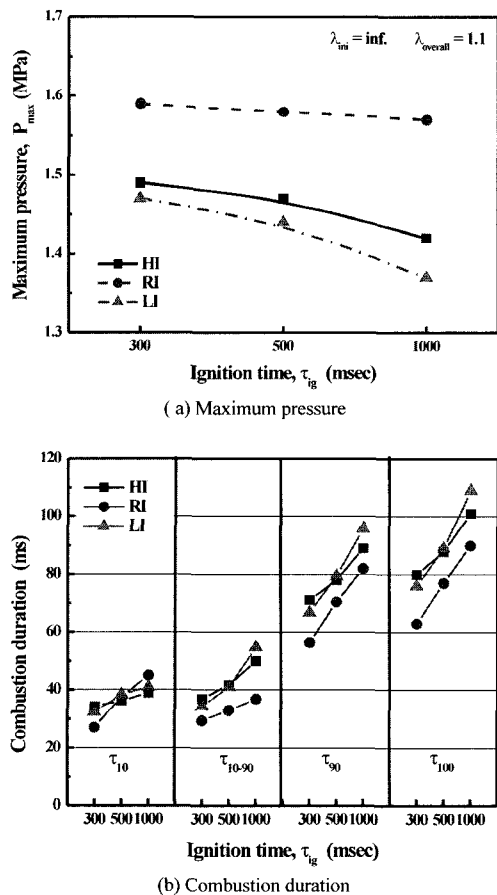 1.7
λini = inf. λoverall = 1.1
1.6
1.5
1.4
1.3
Maximum pressure, Pmax (MPa)
HI
RI
LI
300 500 1000
Ignition time, τig (msec)
( a) Maximum pressure
120
100
80
60
40
20
0
Combustion duration (ms)
HI
RI
LI
τ10 τ10-90 τ90 τ100
300 500 1000 300 500 1000 300 500 1000 300 500 1000
Ignition time, τig (msec)
(b) Combustion duration